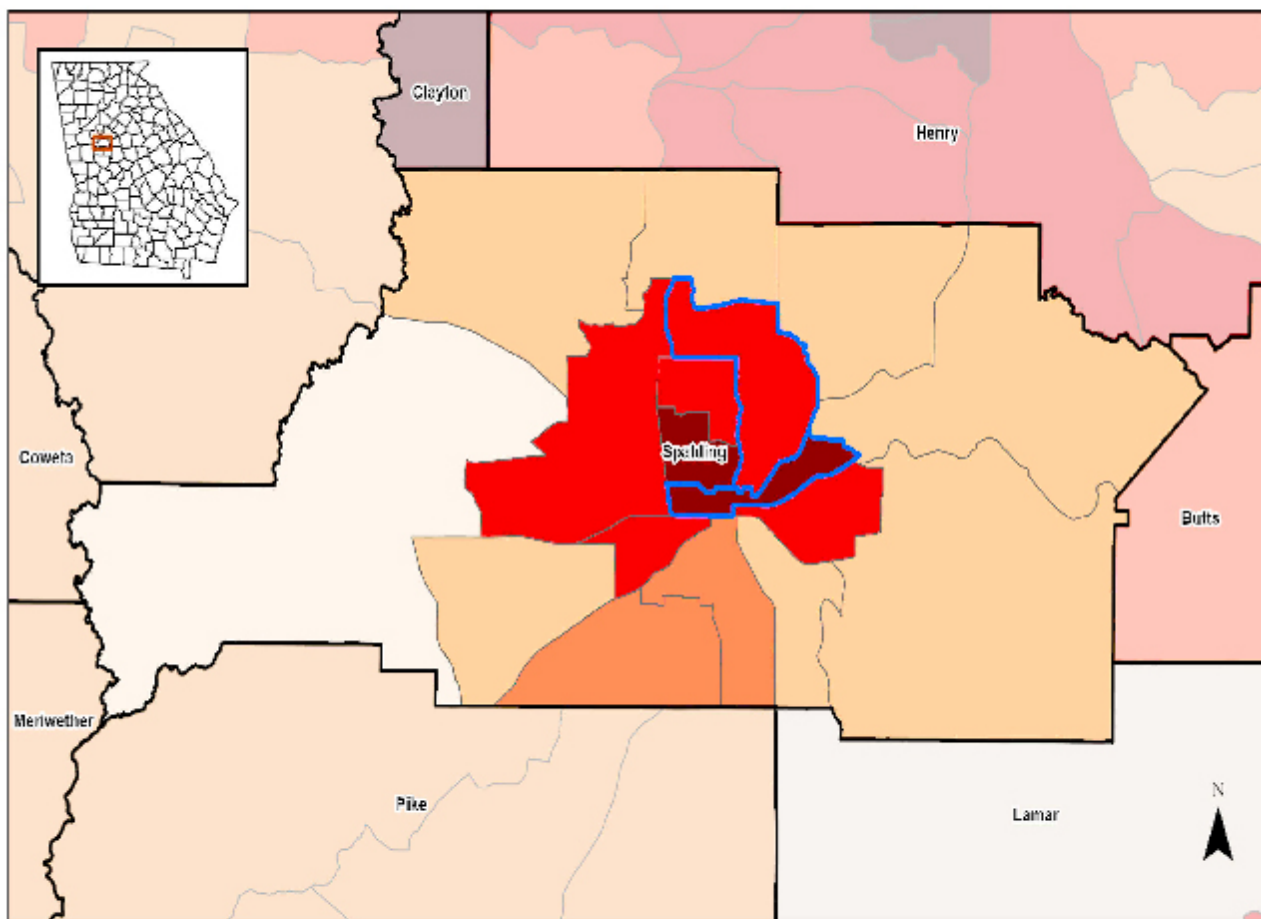 Clayton
Henry
Spalding
Coweta
Butts
Meriwether
Pike
Lamar
N